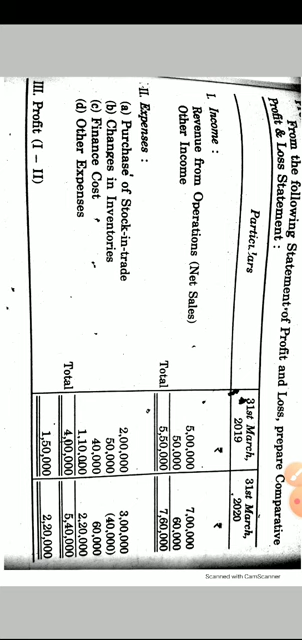 From the following Statement of Profit and Loss, prepare Comparative
Profit & Loss Statement :
Particulars 31st March, 2019 31st March, 2020
₹ ₹
I. Income :
Revenue from Operations (Net Sales) 5,00,000 7,00,000
Other Income 50,000 60,000
Total 5,50,000 7,60,000
II. Expenses :
(a) Purchase of Stock-in-trade 2,00,000 3,00,000
(b) Changes in Inventories 50,000 (40,000)
(c) Finance Cost 40,000 60,000
(d) Other Expenses 1,10,000 2,20,000
Total 4,00,000 5,40,000
III. Profit (I – II) 1,50,000 2,20,000
Scanned with CamScanner